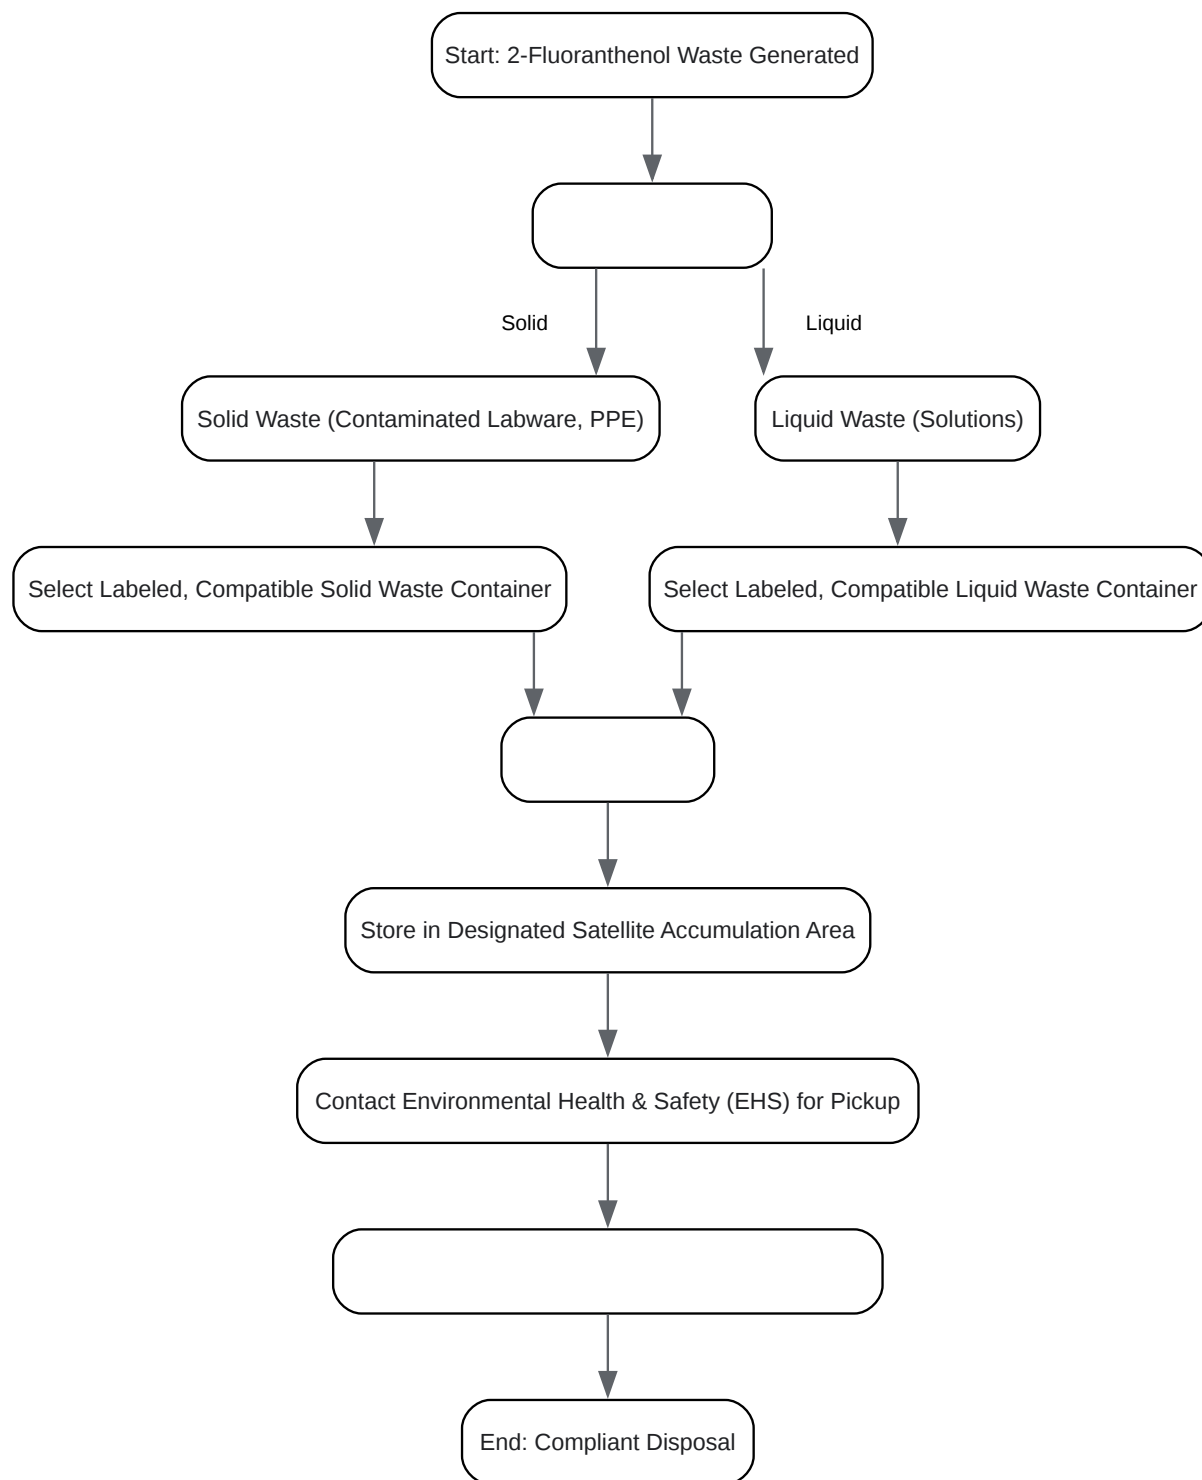 Start: 2-Fluoranthenol Waste Generated
Solid
Liquid
Solid Waste (Contaminated Labware, PPE)
Liquid Waste (Solutions)
Select Labeled, Compatible Solid Waste Container
Select Labeled, Compatible Liquid Waste Container
Store in Designated Satellite Accumulation Area
Contact Environmental Health & Safety (EHS) for Pickup
End: Compliant Disposal